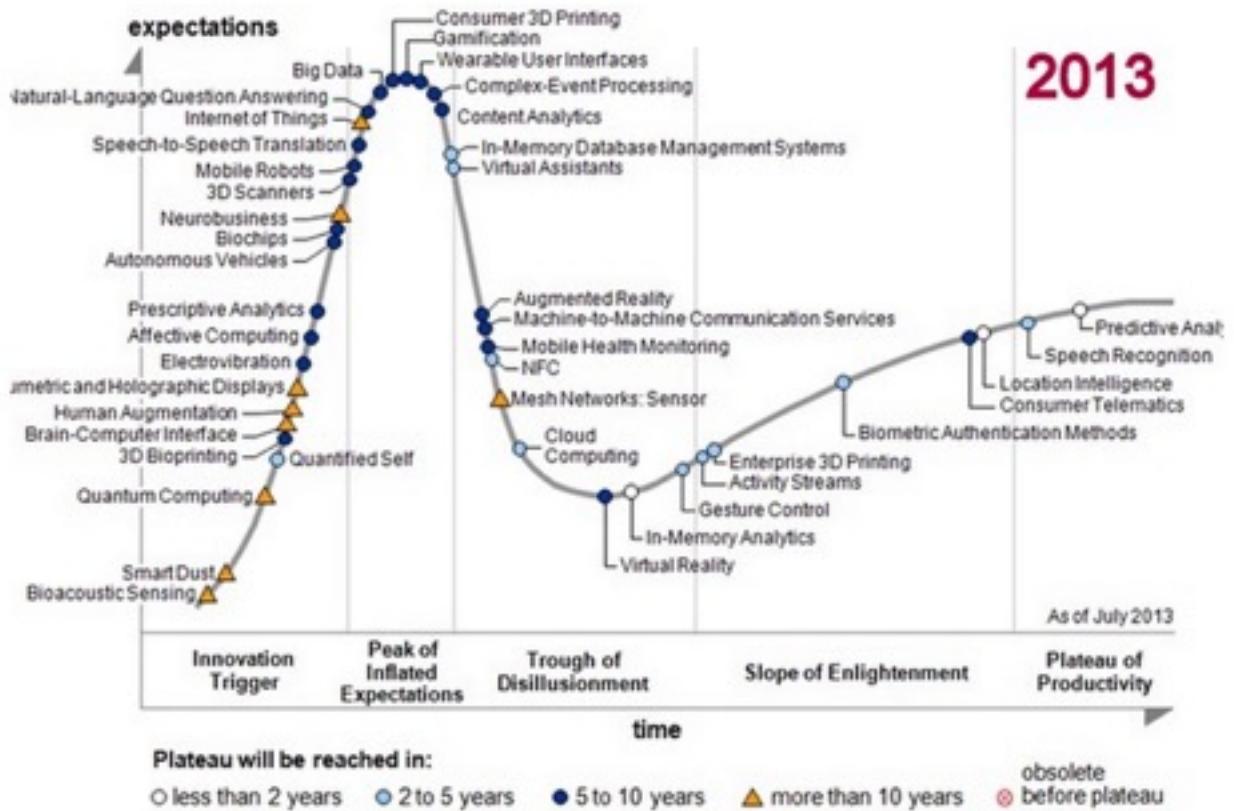 expectations
2013
Consumer 3D Printing
Gamification
Wearable User Interfaces
Big Data
Complex-Event Processing
Natural-Language Question Answering
Internet of Things
Content Analytics
Speech-to-Speech Translation
In-Memory Database Management Systems
Mobile Robots
Virtual Assistants
3D Scanners
Neurobusiness
Biochips
Autonomous Vehicles
Prescriptive Analytics
Augmented Reality
Machine-to-Machine Communication Services
Affective Computing
Mobile Health Monitoring
Electrovibration
NFC
umetric and Holographic Displays
Mesh Networks: Sensor
Human Augmentation
Brain-Computer Interface
3D Bioprinting
Quantified Self
Cloud
Computing
Quantum Computing
Smart Dust
Bioacoustic Sensing
Predictive Analy
Speech Recognition
Location Intelligence
Consumer Telematics
Biometric Authentication Methods
Enterprise 3D Printing
Activity Streams
Gesture Control
In-Memory Analytics
Virtual Reality
As of July 2013
Innovation
Trigger
Peak of
Inflated
Expectations
Trough of
Disillusionment
Slope of Enlightenment
Plateau of
Productivity
time
Plateau will be reached in:
less than 2 years
2 to 5 years
5 to 10 years
more than 10 years
obsolete
before plateau